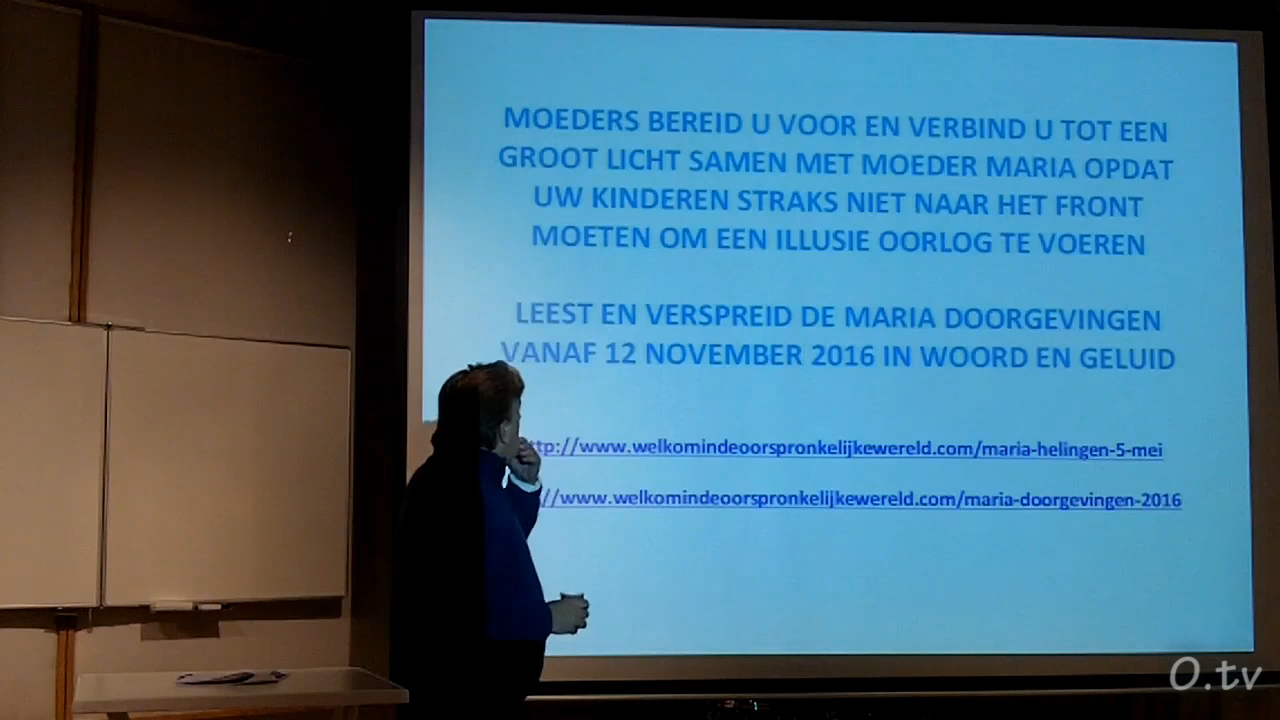 MOEDERS BEREID U VOOR EN VERBIND U TOT EEN
GROOT LICHT SAMEN MET MOEDER MARIA OPDAT
UW KINDEREN STRAKS NIET NAAR HET FRONT
MOETEN OM EEN ILLUSIE OORLOG TE VOEREN
LEEST EN VERSPREID DE MARIA DOORGEVINGEN
VANAF 12 NOVEMBER 2016 IN WOORD EN GELUID
ttp://www.welkomindeoorspronkelijkewereld.com/maria-helingen-5-mei
//www.welkomindeoorspronkelijkewereld.com/maria-doorgevingen-2016
O.tv